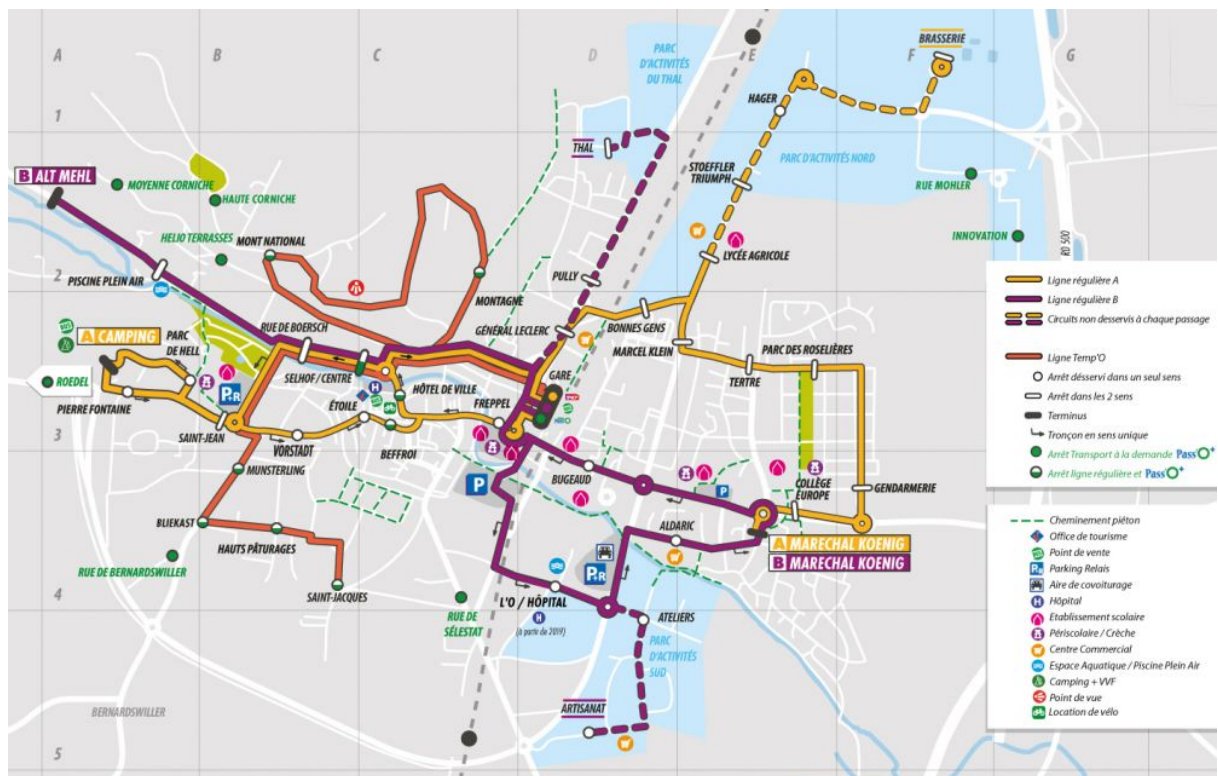 A
B
C
D
E
F
G
1
2
3
4
5
BRASSERIE
PARC
D'ACTIVITÉS
DU THAL
HAGER
THAL
STOEFFLER
TRIUMPH
PARC D'ACTIVITÉS NORD
RUE MOHLER
B ALT MEHL
MOYENNE CORNICHE
HAUTE CORNICHE
HELIO TERRASSES
MONT NATIONAL
INNOVATION
RD 500
LYCÉE AGRICOLE
PISCINE PLEIN AIR
PULLY
MONTAGNE
A CAMPING
PARC
DE HELL
RUE DE BOERSCH
GÉNÉRAL LECLERC
BONNES GENS
MARCEL KLEIN
PARC DES ROSELIÈRES
TERTRE
ROEDEL
PIERRE FONTAINE
SELHOF / CENTRE
HÔTEL DE VILLE
GARE
ÉTOILE
FREPPEL
SAINT-JEAN
VORSTADT
BEFFROI
P+R
H
MUNSTERLING
BUGEAUD
COLLÈGE
EUROPE
GENDARMERIE
P
P
BLIEKAST
HAUTS PÂTURAGES
ALDARIC
A MARECHAL KOENIG
B MARECHAL KOENIG
RUE DE BERNARDSWILLER
SAINT-JACQUES
RUE DE
SÉLESTAT
L'O / HÔPITAL
H
(à partir de 2019)
P+R
ATELIERS
PARC
D'ACTIVITÉS
SUD
BERNARDSWILLER
ARTISANAT
Ligne régulière A
Ligne régulière B
Circuits non desservis à chaque passage
Ligne Temp'O
Arrêt désservi dans un seul sens
Arrêt dans les 2 sens
Terminus
Tronçon en sens unique
Arrêt Transport à la demande Pass'O+
Arrêt ligne régulière et Pass'O+
Cheminement piéton
Office de tourisme
Point de vente
P+R Parking Relais
Aire de covoiturage
H Hôpital
Etablissement scolaire
Périscolaire / Crèche
Centre Commercial
Espace Aquatique / Piscine Plein Air
Camping + VVF
Point de vue
Location de vélo